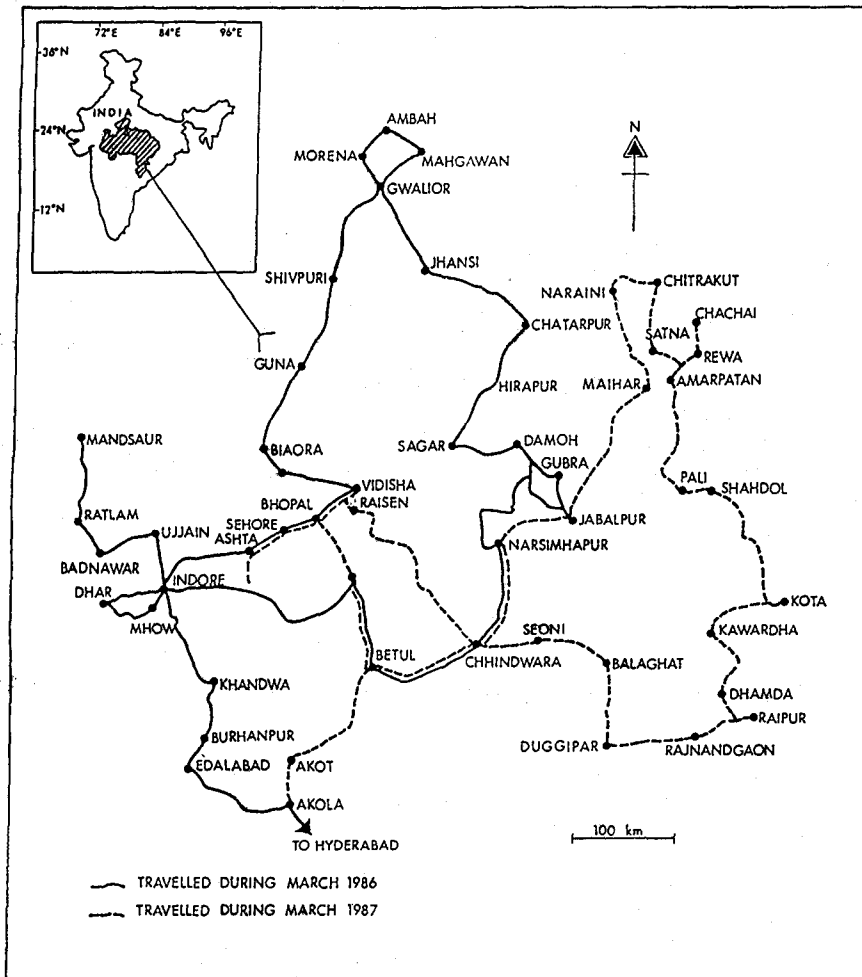 72°E 84°E 96°E
36°N
INDIA
24°N
12°N
N
AMBAH
MORENA
MAHGAWAN
GWALIOR
SHIVPURI
JHANSI
NARAINI
CHITRAKUT
CHATARPUR
CHACHAI
SATNA
REWA
GUNA
HIRAPUR
MAIHAR
AMARPATAN
MANDSAUR
BIAORA
SAGAR
DAMOH
GUBRA
VIDISHA
RAISEN
PALI
SHAHDOL
RATLAM
UJJAIN
BHOPAL
SEHORE
ASHTA
JABALPUR
NARSIMHAPUR
BADNAWAR
INDORE
DHAR
MHOW
KOTA
SEONI
KAWARDHA
BETUL
CHHINDWARA
BALAGHAT
KHANDWA
DHAMDA
RAIPUR
BURHANPUR
DUGGIPAR
RAJNANDGAON
EDALABAD
AKOT
AKOLA
TO HYDERABAD
100 km
TRAVELLED DURING MARCH 1986
TRAVELLED DURING MARCH 1987